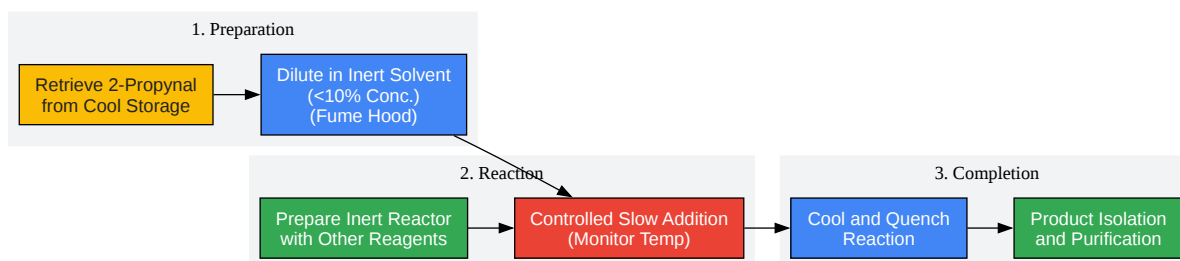 1. Preparation
Retrieve 2-Propynal
from Cool Storage
Dilute in Inert Solvent
(<10% Conc.)
(Fume Hood)
2. Reaction
Prepare Inert Reactor
with Other Reagents
Controlled Slow Addition
(Monitor Temp)
3. Completion
Cool and Quench
Reaction
Product Isolation
and Purification